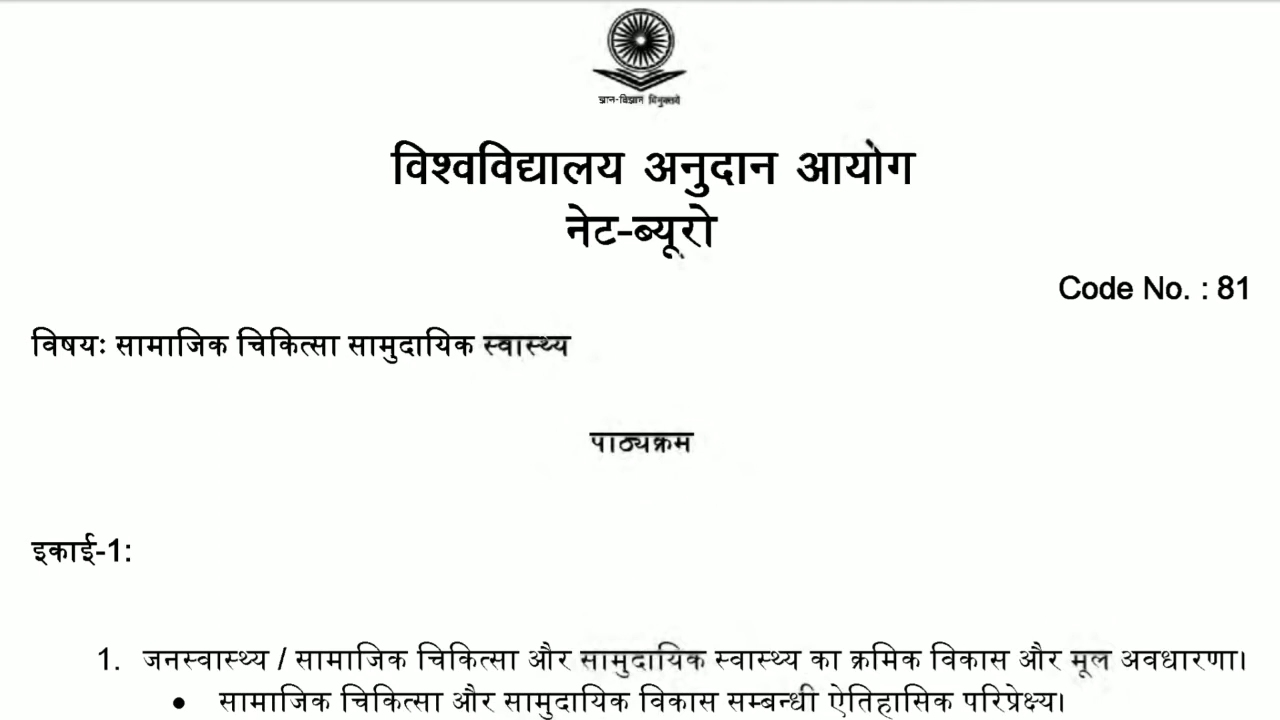 ज्ञान-विज्ञान विमुक्तये
विश्वविद्यालय अनुदान आयोग
नेट-ब्यूरो
Code No. : 81
विषयः सामाजिक चिकित्सा सामुदायिक स्वास्थ्य
पाठ्यक्रम
इकाई-1:
1. जनस्वास्थ्य / सामाजिक चिकित्सा और सामुदायिक स्वास्थ्य का क्रमिक विकास और मूल अवधारणा।
• सामाजिक चिकित्सा और सामुदायिक विकास सम्बन्धी ऐतिहासिक परिप्रेक्ष्य।